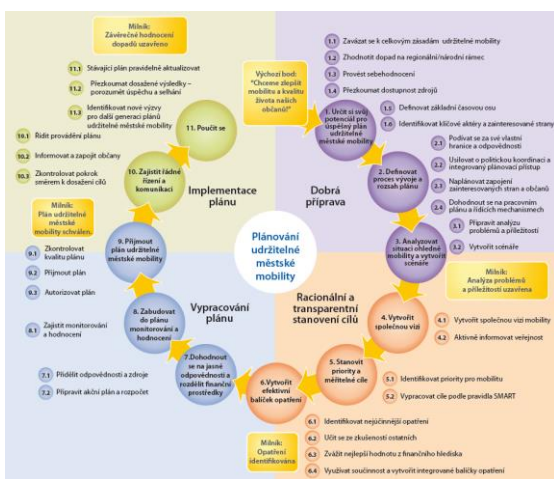 Milník:
Závěrečné hodnocení
dopadů uzavřeno
11.1 Stávající plán pravidelně aktualizovat
11.2 Přezkoumat dosažené výsledky –
porozumět úspěchu a selhání
11.3 Identifikovat nové výzvy
pro další generaci plánů
udržitelné městské mobility
10.1 Řídit provádění plánu
10.2 Informovat a zapojit občany
10.3 Zkontrolovat pokrok
směrem k dosažení cílů
11. Poučit se
10. Zajistit řádné
řízení a
komunikaci
Implementace
plánu
Výchozí bod:
"Chceme zlepšit
mobilitu a kvalitu
života našich
občanů!"
1.1 Zavázat se k celkovým zásadám udržitelné mobility
1.2 Zhodnotit dopad na regionální/národní rámec
1.3 Provést sebehodnocení
1.4 Přezkoumat dostupnost zdrojů
1.5 Definovat základní časovou osu
1.6 Identifikovat klíčové aktéry a zainteresované strany
1. Určit si svůj
potenciál pro
úspěšný plán udržitelné
městské mobility
2.1 Podívat se za své vlastní
hranice a odpovědnosti
2.2 Usilovat o politickou koordinaci a
integrovaný plánovací přístup
2.3 Naplánovat zapojení
zainteresovaných stran a občanů
2.4 Dohodnout se na pracovním
plánu a řídicích mechanismech
2. Definovat
proces vývoje a
rozsah plánu
Dobrá
příprava
3.1 Připravit analýzu
problémů a příležitostí
3.2 Vytvořit scénáře
3. Analyzovat
situaci ohledně
mobility a vytvořit
scénáře
Milník:
Analýza problémů
a příležitostí uzavřena
Plánování
udržitelné
městské
mobility
Milník:
Plán udržitelné
městské
mobility schválen.
9.1 Zkontrolovat
kvalitu plánu
9.2 Přijmout plán
9.3 Autorizovat plán
9. Přijmout
plán udržitelné
městské mobility
8.1 Zajistit monitorování
a hodnocení
8. Zabudovat
do plánu
monitorování a
hodnocení
Vypracování
plánu
7.1 Přidělit odpovědnosti a zdroje
7.2 Připravit akční plán a rozpočet
7. Dohodnout
se na jasné
odpovědnosti a
rozdělit finanční
prostředky
Racionální a
transparentní
stanovení cílů
4. Vytvořit
společnou vizi
4.1 Vytvořit společnou vizi mobility
4.2 Aktivně informovat veřejnost
5. Stanovit
priority a
měřitelné cíle
5.1 Identifikovat priority pro mobilitu
5.2 Vypracovat cíle podle pravidla SMART
6. Vytvořit
efektivní
balíček opatření
Milník:
Opatření
identifikována
6.1 Identifikovat nejúčinnější opatření
6.2 Učit se ze zkušeností ostatních
6.3 Zvážit nejlepší hodnotu z finančního hlediska
6.4 Využívat součinnost a vytvořit integrované balíčky opatření